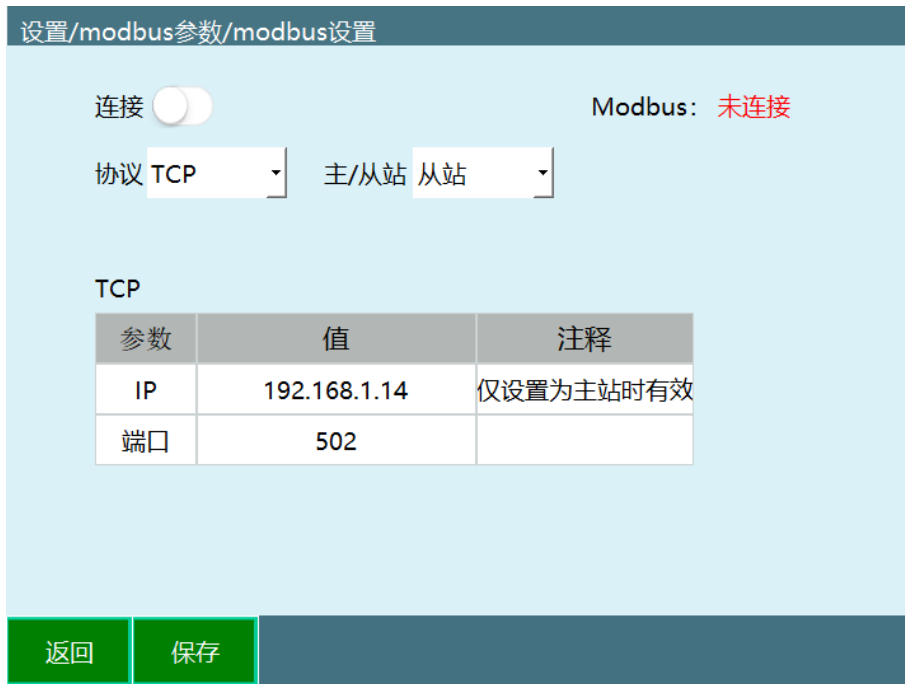 设置/modbus参数/modbus设置
连接 Modbus： 未连接
协议 TCP 主/从站 从站
TCP
参数 值 注释
IP 192.168.1.14 仅设置为主站时有效
端口 502
返回 保存